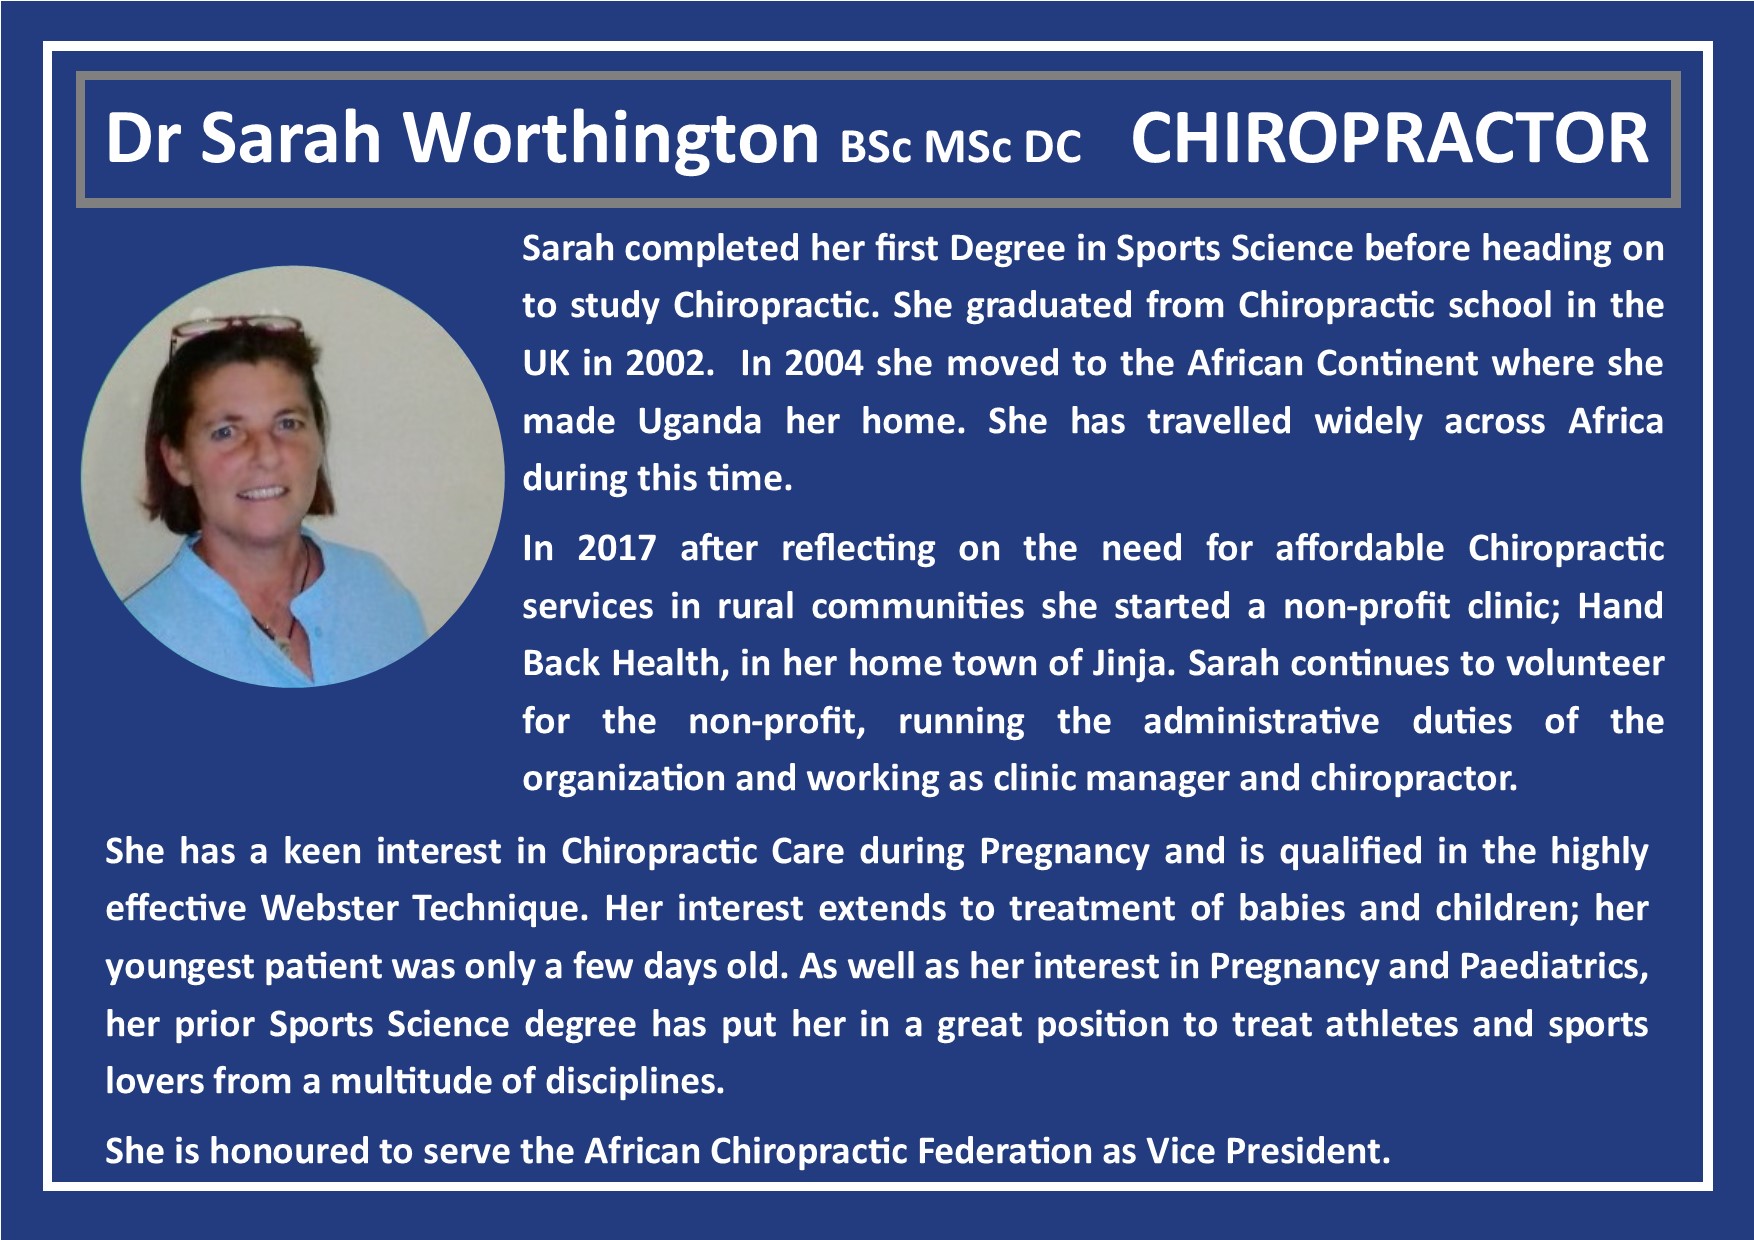 Dr Sarah Worthington BSc MSc DC CHIROPRACTOR
Sarah completed her first Degree in Sports Science before heading on
to study Chiropractic. She graduated from Chiropractic school in the
UK in 2002. In 2004 she moved to the African Continent where she
made Uganda her home. She has travelled widely across Africa
during this time.
In 2017 after reflecting on the need for affordable Chiropractic
services in rural communities she started a non-profit clinic; Hand
Back Health, in her home town of Jinja. Sarah continues to volunteer
for the non-profit, running the administrative duties of the
organization and working as clinic manager and chiropractor.
She has a keen interest in Chiropractic Care during Pregnancy and is qualified in the highly
effective Webster Technique. Her interest extends to treatment of babies and children; her
youngest patient was only a few days old. As well as her interest in Pregnancy and Paediatrics,
her prior Sports Science degree has put her in a great position to treat athletes and sports
lovers from a multitude of disciplines.
She is honoured to serve the African Chiropractic Federation as Vice President.